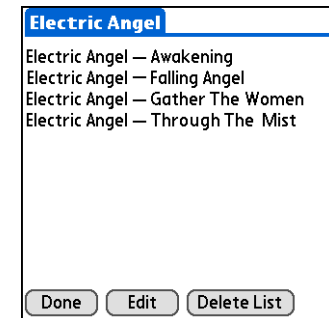 Electric Angel
Electric Angel — Awakening
Electric Angel — Falling Angel
Electric Angel — Gather The Women
Electric Angel — Through The Mist
Done Edit Delete List